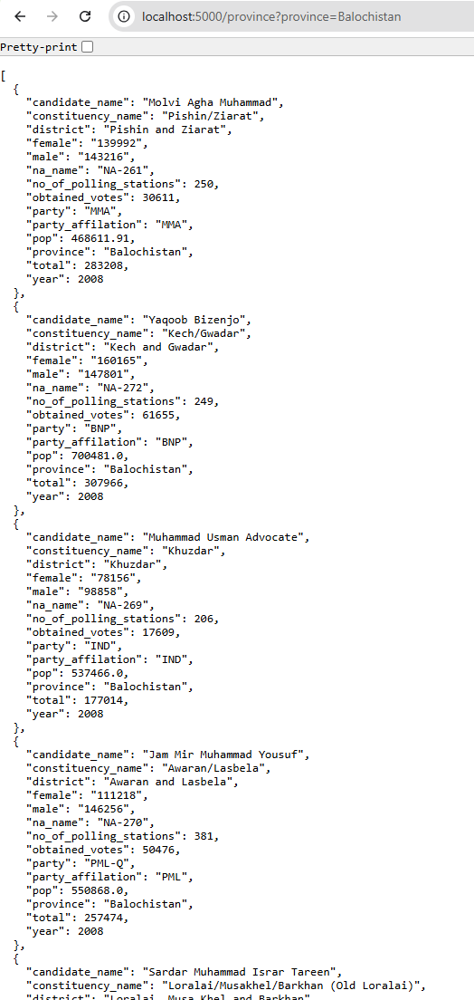 localhost:5000/province?province=Balochistan
Pretty-print
[
  {
    "candidate_name": "Molvi Agha Muhammad",
    "constituency_name": "Pishin/Ziarat",
    "district": "Pishin and Ziarat",
    "female": "139992",
    "male": "143216",
    "na_name": "NA-261",
    "no_of_polling_stations": 250,
    "obtained_votes": 30611,
    "party": "MMA",
    "party_affilation": "MMA",
    "pop": 468611.91,
    "province": "Balochistan",
    "total": 283208,
    "year": 2008
  },
  {
    "candidate_name": "Yaqoob Bizenjo",
    "constituency_name": "Kech/Gwadar",
    "district": "Kech and Gwadar",
    "female": "160165",
    "male": "147801",
    "na_name": "NA-272",
    "no_of_polling_stations": 249,
    "obtained_votes": 61655,
    "party": "BNP",
    "party_affilation": "BNP",
    "pop": 700481.0,
    "province": "Balochistan",
    "total": 307966,
    "year": 2008
  },
  {
    "candidate_name": "Muhammad Usman Advocate",
    "constituency_name": "Khuzdar",
    "district": "Khuzdar",
    "female": "78156",
    "male": "98858",
    "na_name": "NA-269",
    "no_of_polling_stations": 206,
    "obtained_votes": 17609,
    "party": "IND",
    "party_affilation": "IND",
    "pop": 537466.0,
    "province": "Balochistan",
    "total": 177014,
    "year": 2008
  },
  {
    "candidate_name": "Jam Mir Muhammad Yousuf",
    "constituency_name": "Awaran/Lasbela",
    "district": "Awaran and Lasbela",
    "female": "111218",
    "male": "146256",
    "na_name": "NA-270",
    "no_of_polling_stations": 381,
    "obtained_votes": 50476,
    "party": "PML-Q",
    "party_affilation": "PML",
    "pop": 550868.0,
    "province": "Balochistan",
    "total": 257474,
    "year": 2008
  },
  {
    "candidate_name": "Sardar Muhammad Israr Tareen",
    "constituency_name": "Loralai/Musakhel/Barkhan (Old Loralai)",
    "district": "Loralai, Musa Khel and Barkhan",